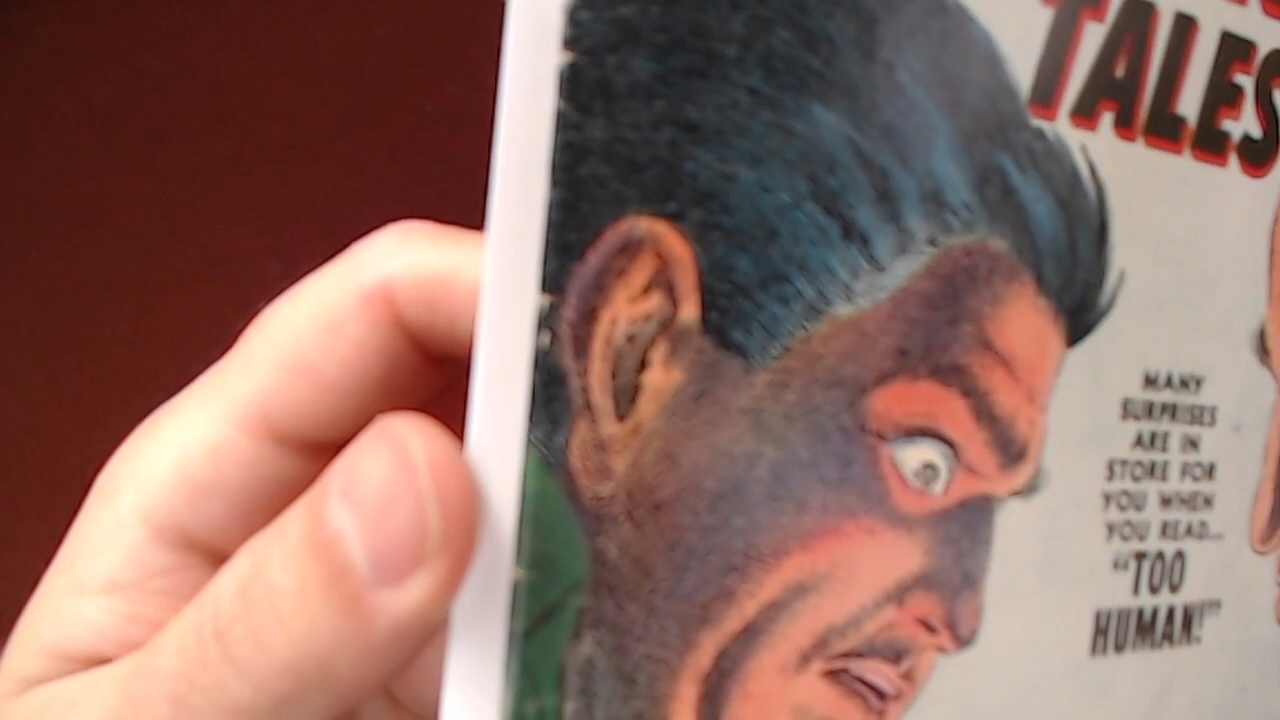 TALES
MANY
SURPRISES
ARE IN
STORE FOR
YOU WHEN
YOU READ...
"TOO
HUMAN!"